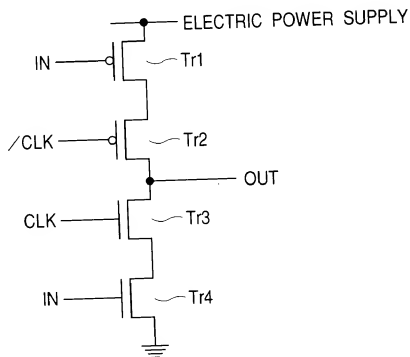 ELECTRIC POWER SUPPLY
IN
Tr1
/CLK
Tr2
OUT
CLK
Tr3
IN
Tr4